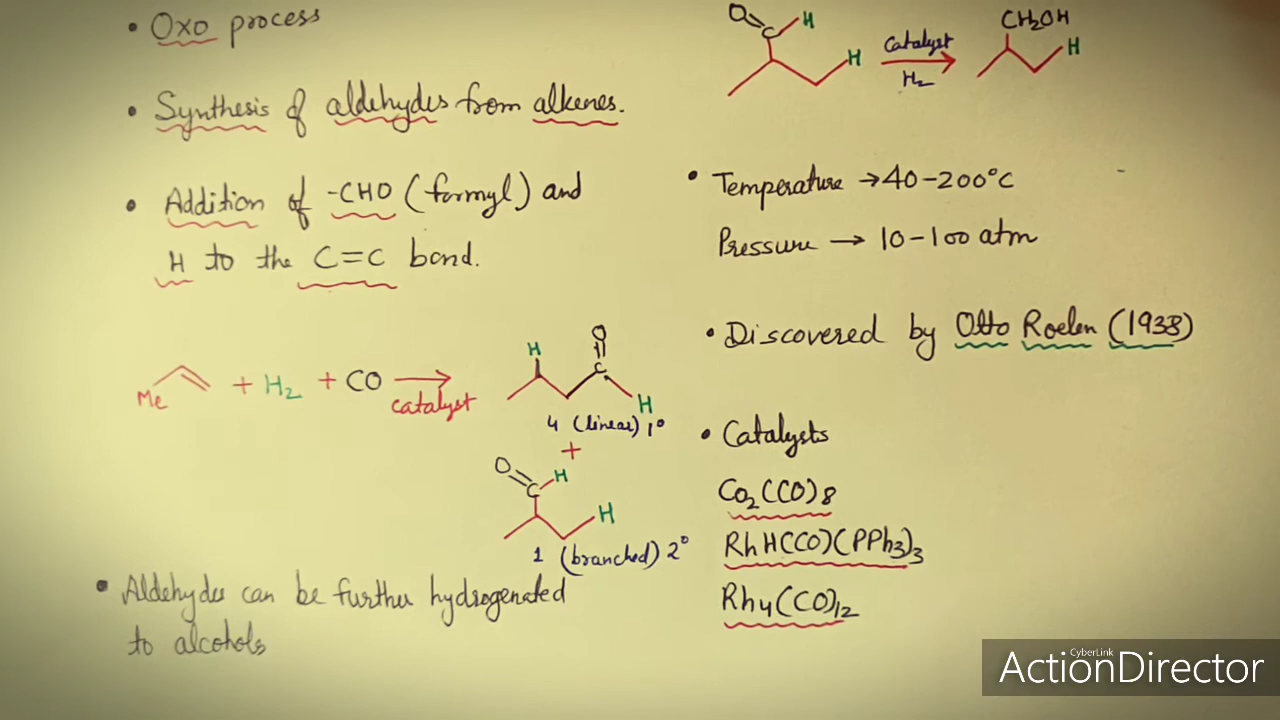 • Oxo process
• Synthesis of aldehydes from alkenes.
• Addition of -CHO (formyl) and
H to the C=C bond.
Me + H2 + CO → catalyst
H O C H
4 (linear) 1°
+
O C H H
1 (branched) 2°
• Aldehydes can be further hydrogenated
to alcohols
O C H H Catalyst H2 → CH2OH H
• Temperature → 40-200°C
Pressure → 10-100 atm
• Discovered by Otto Roelen (1938)
• Catalysts
Co2(CO)8
RhH(CO)(PPh3)3
Rh4(CO)12
CyberLink
ActionDirector